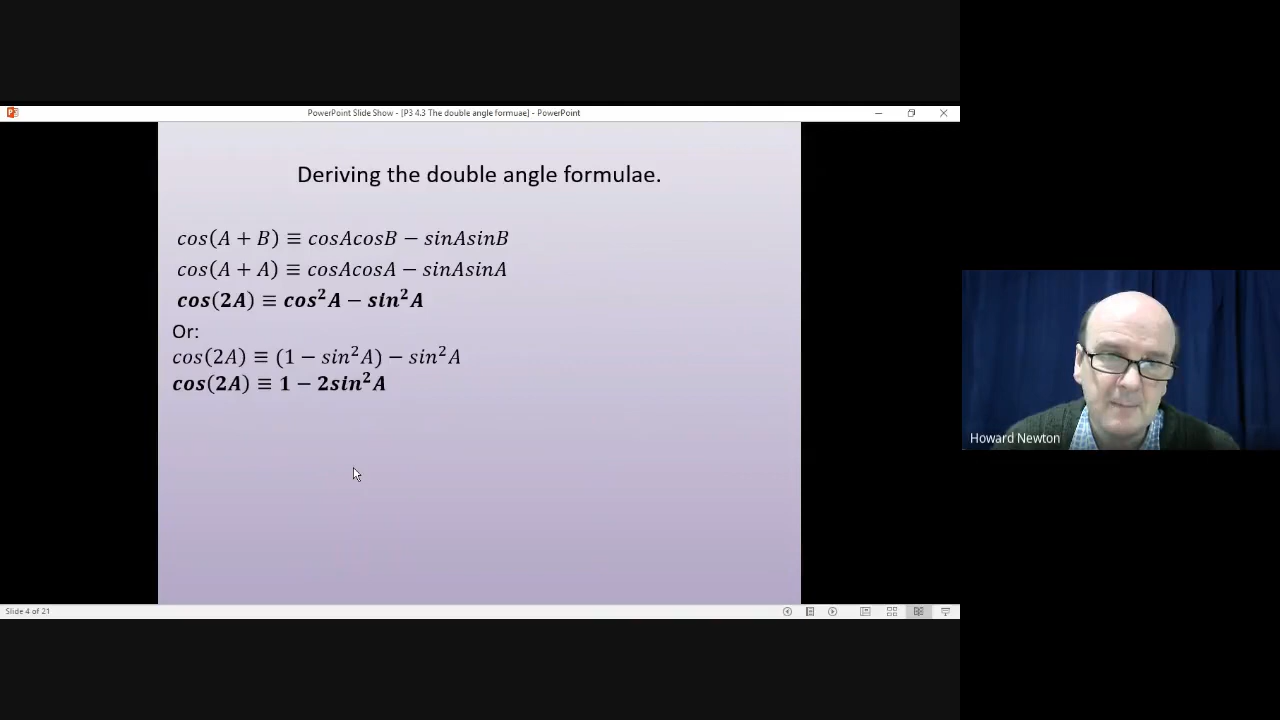 PowerPoint Slide Show - [P3 4.3 The double angle formuae] - PowerPoint
Deriving the double angle formulae.
cos(A + B) ≡ cosAcosB − sinAsinB
cos(A + A) ≡ cosAcosA − sinAsinA
cos(2A) ≡ cos²A − sin²A
Or:
cos(2A) ≡ (1 − sin²A) − sin²A
cos(2A) ≡ 1 − 2sin²A
Howard Newton
Slide 4 of 21